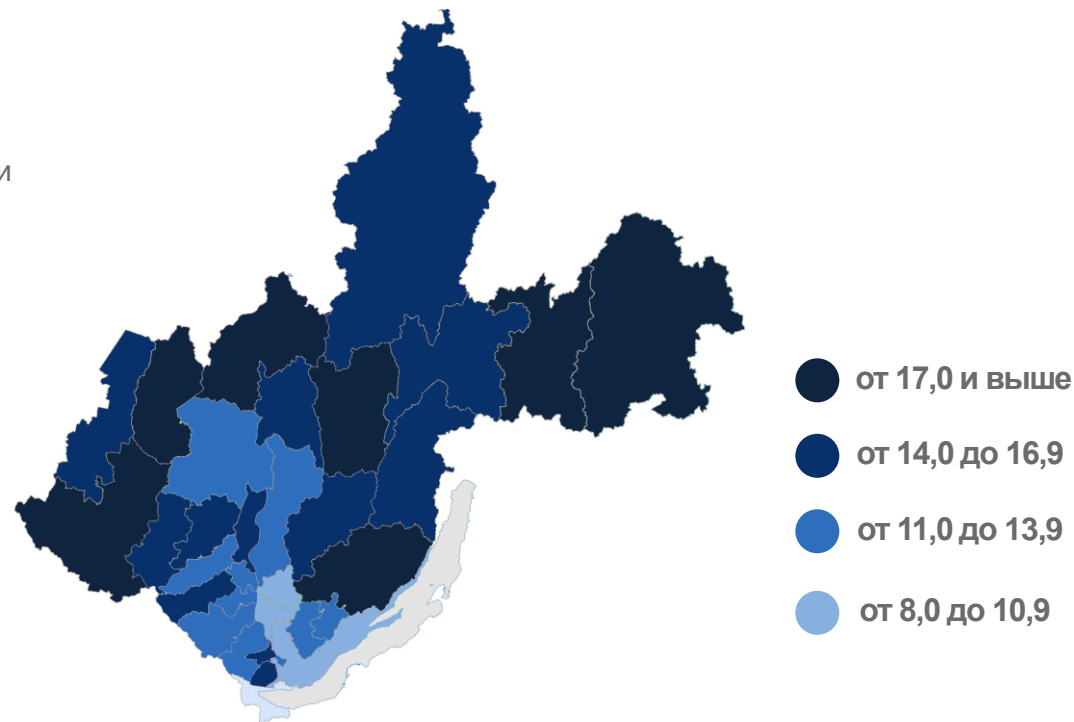 и
от 17,0 и выше
от 14,0 до 16,9
от 11,0 до 13,9
от 8,0 до 10,9